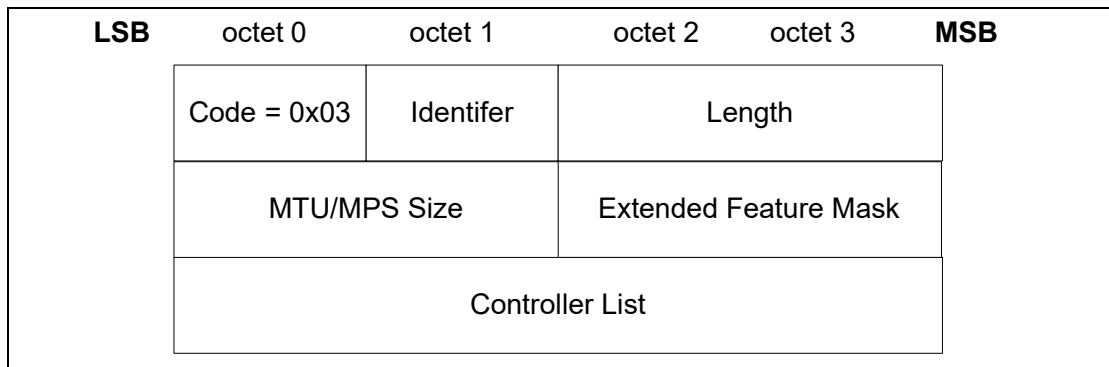 LSB octet 0 octet 1 octet 2 octet 3 MSB
Code = 0x03 Identifer Length
MTU/MPS Size Extended Feature Mask
Controller List